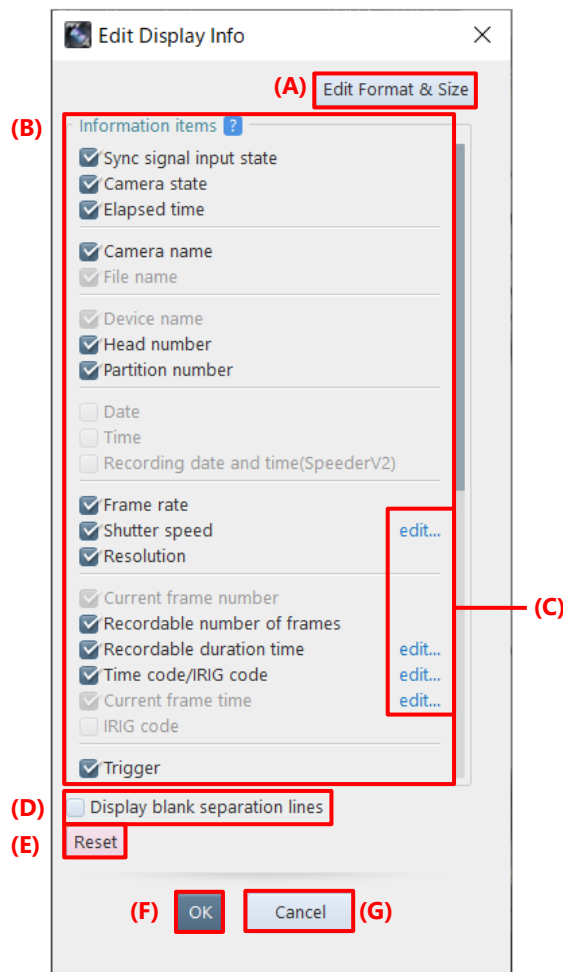 Edit Display Info
(A) Edit Format & Size
(B) Information items ?
Sync signal input state
Camera state
Elapsed time
Camera name
File name
Device name
Head number
Partition number
Date
Time
Recording date and time(SpeederV2)
Frame rate
Shutter speed edit...
Resolution
Current frame number
(C)
Recordable number of frames
Recordable duration time edit...
Time code/IRIG code edit...
Current frame time edit...
IRIG code
Trigger
(D) Display blank separation lines
(E) Reset
(F) OK Cancel (G)